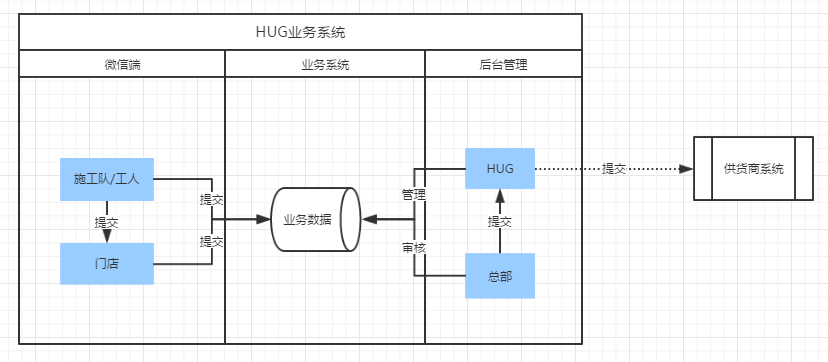 HUG业务系统
微信端
业务系统
后台管理
施工队/工人
提交
门店
提交
提交
业务数据
管理
审核
HUG
提交
总部
提交
供货商系统